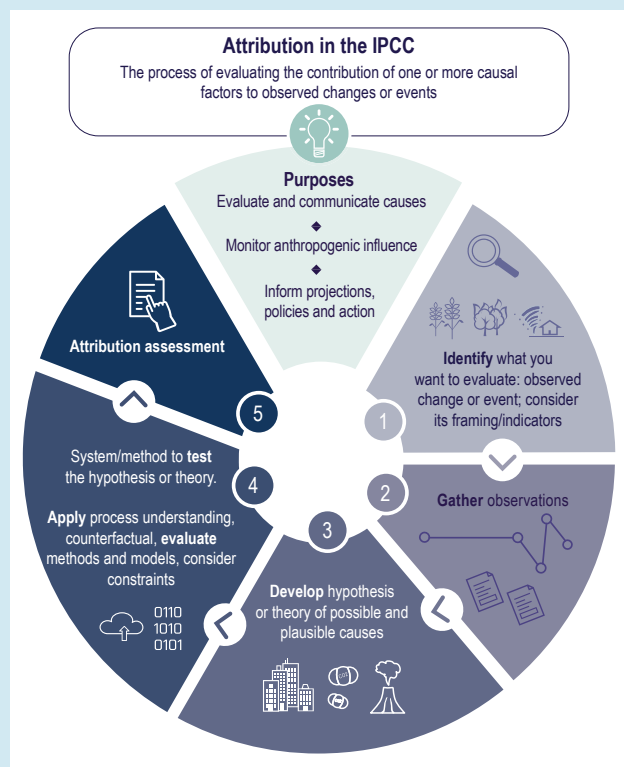 Attribution in the IPCC
The process of evaluating the contribution of one or more causal
factors to observed changes or events
Purposes
Evaluate and communicate causes
Monitor anthropogenic influence
Inform projections,
policies and action
1
Identify what you
want to evaluate: observed
change or event; consider
its framing/indicators
2
Gather observations
3
Develop hypothesis
or theory of possible and
plausible causes
4
System/method to test
the hypothesis or theory.
Apply process understanding,
counterfactual, evaluate
methods and models, consider
constraints
0110
1010
0101
5
Attribution assessment